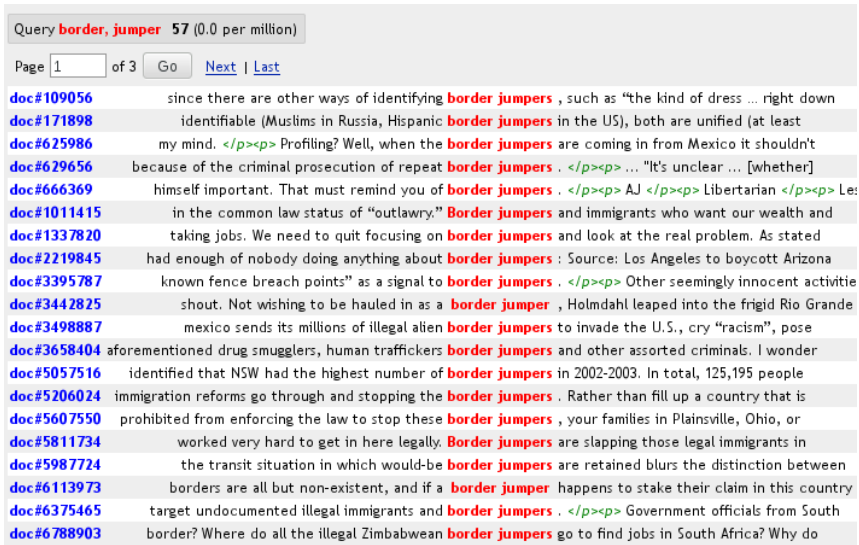 Query border, jumper 57 (0.0 per million)
Page 1 of 3 Go Next | Last
doc#109056 since there are other ways of identifying border jumpers , such as “the kind of dress ... right down
doc#171898 identifiable (Muslims in Russia, Hispanic border jumpers in the US), both are unified (at least
doc#625986 my mind. </p><p> Profiling? Well, when the border jumpers are coming in from Mexico it shouldn't
doc#629656 because of the criminal prosecution of repeat border jumpers . </p><p> ... "It's unclear ... [whether]
doc#666369 himself important. That must remind you of border jumpers . </p><p> AJ </p><p> Libertarian </p><p> Les
doc#1011415 in the common law status of “outlawry.” Border jumpers and immigrants who want our wealth and
doc#1337820 taking jobs. We need to quit focusing on border jumpers and look at the real problem. As stated
doc#2219845 had enough of nobody doing anything about border jumpers : Source: Los Angeles to boycott Arizona
doc#3395787 known fence breach points” as a signal to border jumpers . </p><p> Other seemingly innocent activitie
doc#3442825 shout. Not wishing to be hauled in as a border jumper , Holmdahl leaped into the frigid Rio Grande
doc#3498887 mexico sends its millions of illegal alien border jumpers to invade the U.S., cry “racism”, pose
doc#3658404 aforementioned drug smugglers, human traffickers border jumpers and other assorted criminals. I wonder
doc#5057516 identified that NSW had the highest number of border jumpers in 2002-2003. In total, 125,195 people
doc#5206024 immigration reforms go through and stopping the border jumpers . Rather than fill up a country that is
doc#5607550 prohibited from enforcing the law to stop these border jumpers , your families in Plainsville, Ohio, or
doc#5811734 worked very hard to get in here legally. Border jumpers are slapping those legal immigrants in
doc#5987724 the transit situation in which would-be border jumpers are retained blurs the distinction between
doc#6113973 borders are all but non-existent, and if a border jumper happens to stake their claim in this country
doc#6375465 target undocumented illegal immigrants and border jumpers . </p><p> Government officials from South
doc#6788903 border? Where do all the illegal Zimbabwean border jumpers go to find jobs in South Africa? Why do